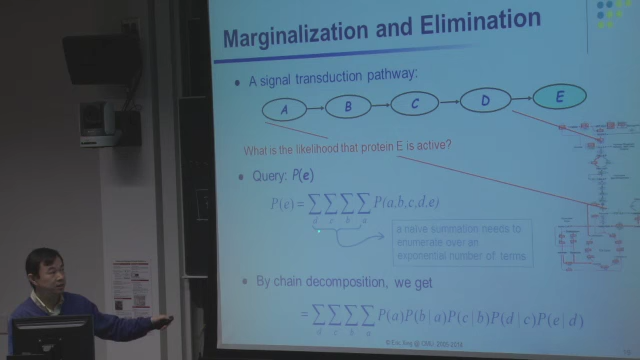 Marginalization and Elimination
• A signal transduction pathway:
A B C D E
What is the likelihood that protein E is active?
• Query: P(e)
P(e) = ∑ ∑ ∑ ∑ P(a,b,c,d,e)
d c b a
a naïve summation needs to
enumerate over an
exponential number of terms
• By chain decomposition, we get
= ∑ ∑ ∑ ∑ P(a)P(b | a)P(c | b)P(d | c)P(e | d)
d c b a